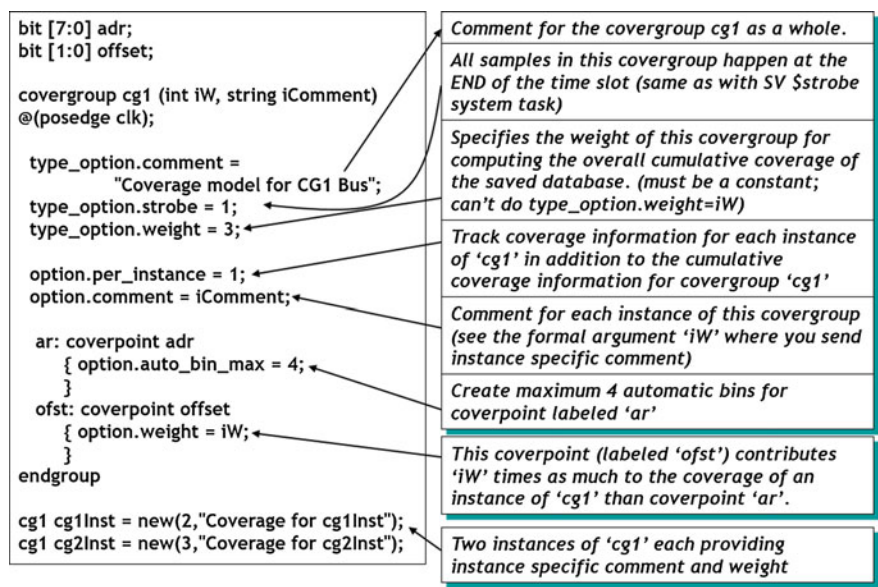 bit [7:0] adr;
bit [1:0] offset;
covergroup cg1 (int iW, string iComment)
@(posedge clk);
type_option.comment =
"Coverage model for CG1 Bus";
type_option.strobe = 1;
type_option.weight = 3;
option.per_instance = 1;
option.comment = iComment;
ar: coverpoint adr
{ option.auto_bin_max = 4;
}
ofst: coverpoint offset
{ option.weight = iW;
}
endgroup
cg1 cg1Inst = new(2,"Coverage for cg1Inst");
cg1 cg2Inst = new(3,"Coverage for cg2Inst");
Comment for the covergroup cg1 as a whole.
All samples in this covergroup happen at the
END of the time slot (same as with SV $strobe
system task)
Specifies the weight of this covergroup for
computing the overall cumulative coverage of
the saved database. (must be a constant;
can't do type_option.weight=iW)
Track coverage information for each instance
of 'cg1' in addition to the cumulative
coverage information for covergroup 'cg1'
Comment for each instance of this covergroup
(see the formal argument 'iW' where you send
instance specific comment)
Create maximum 4 automatic bins for
coverpoint labeled 'ar'
This coverpoint (labeled 'ofst') contributes
'iW' times as much to the coverage of an
instance of 'cg1' than coverpoint 'ar'.
Two instances of 'cg1' each providing
instance specific comment and weight